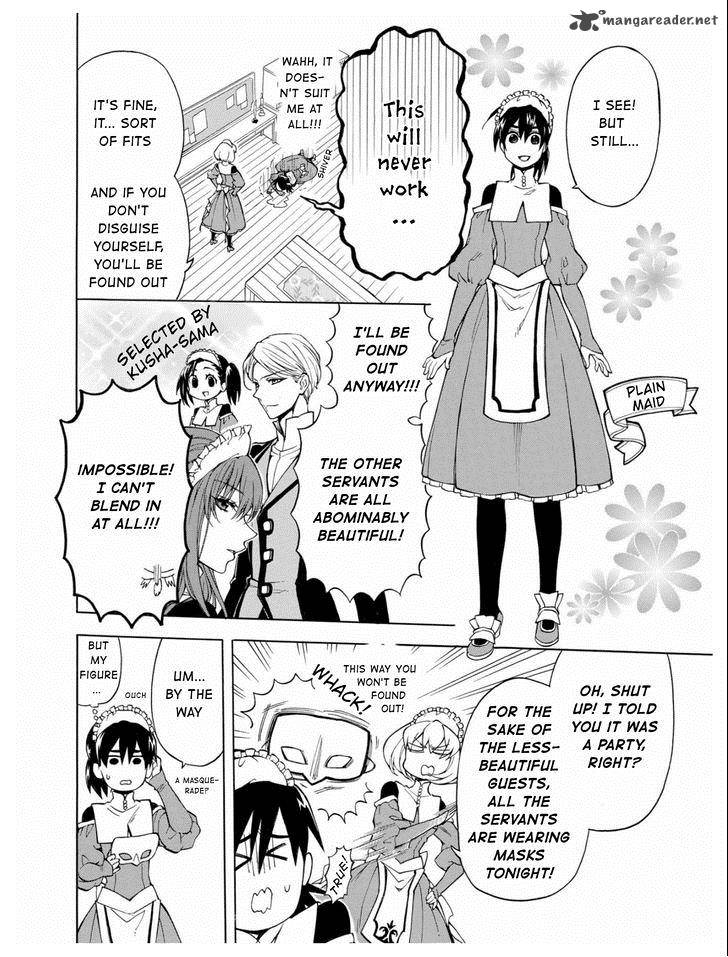 mangareader.net
I SEE!
BUT
STILL...
This
will
never
work
...
WAHH, IT
DOES-
N'T SUIT
ME AT
ALL!!!
SHIVER
IT'S FINE,
IT... SORT
OF FITS
AND IF YOU
DON'T
DISGUISE
YOURSELF,
YOU'LL BE
FOUND OUT
PLAIN
MAID
I'LL BE
FOUND
OUT
ANYWAY!!!
THE OTHER
SERVANTS
ARE ALL
ABOMINABLY
BEAUTIFUL!
SELECTED BY
KUSHA-SAMA
IMPOSSIBLE!
I CAN'T
BLEND IN
AT ALL!!!
OH, SHUT
UP! I TOLD
YOU IT WAS
A PARTY,
RIGHT?
FOR THE
SAKE OF
THE LESS-
BEAUTIFUL
GUESTS,
ALL THE
SERVANTS
ARE WEARING
MASKS
TONIGHT!
THIS WAY YOU
WON'T BE
FOUND
OUT!
WHACK!
TRUE!
UM...
BY THE
WAY
OUCH
BUT
MY
FIGURE
...
A MASQUE-
RADE?